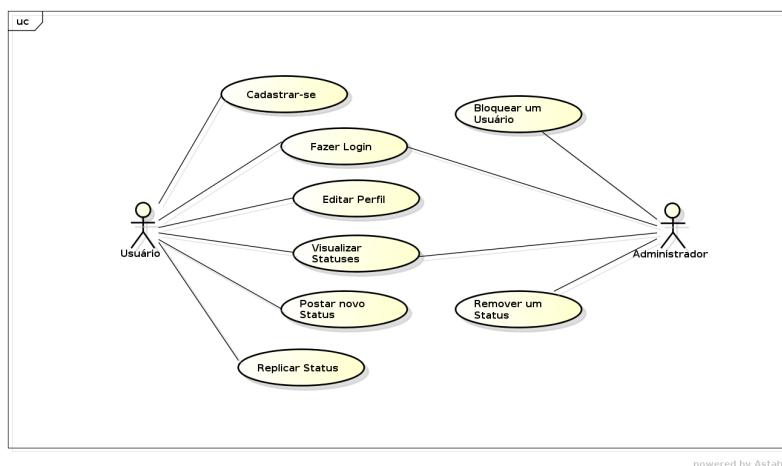 uc
Cadastrar-se
Bloquear um
Usuário
Fazer Login
Editar Perfil
Usuário
Administrador
Visualizar
Statuses
Postar novo
Status
Remover um
Status
Replicar Status
powered by Astah